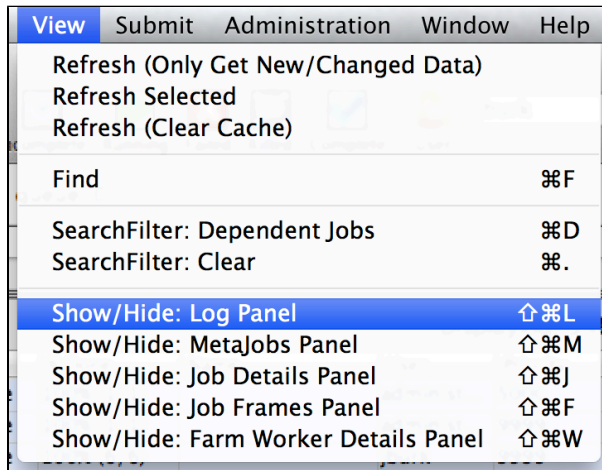 View Submit Administration Window Help
Refresh (Only Get New/Changed Data)
Refresh Selected
Refresh (Clear Cache)
Find ⌘F
SearchFilter: Dependent Jobs ⌘D
SearchFilter: Clear ⌘.
Show/Hide: Log Panel ⇧⌘L
Show/Hide: MetaJobs Panel ⇧⌘M
Show/Hide: Job Details Panel ⇧⌘J
Show/Hide: Job Frames Panel ⇧⌘F
Show/Hide: Farm Worker Details Panel ⇧⌘W